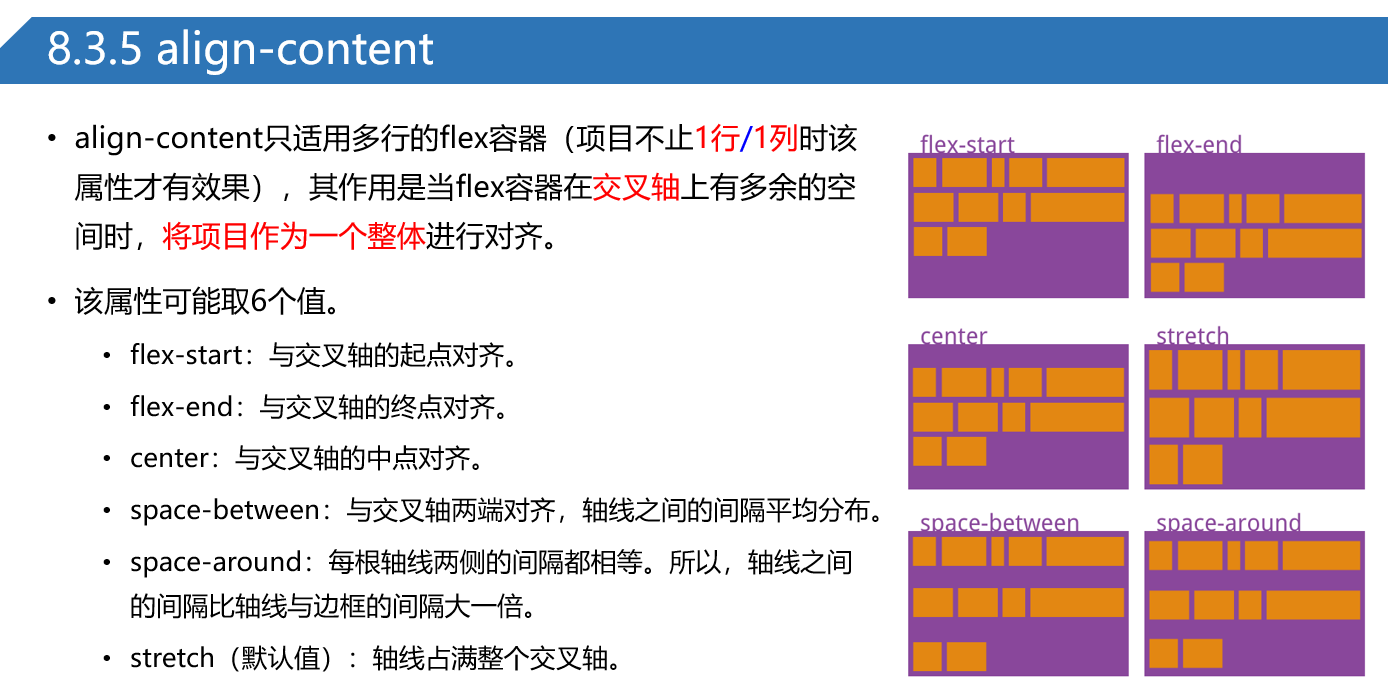 8.3.5 align-content
• align-content只适用多行的flex容器（项目不止1行/1列时该
属性才有效果），其作用是当flex容器在交叉轴上有多余的空
间时，将项目作为一个整体进行对齐。
• 该属性可能取6个值。
• flex-start：与交叉轴的起点对齐。
• flex-end：与交叉轴的终点对齐。
• center：与交叉轴的中点对齐。
• space-between：与交叉轴两端对齐，轴线之间的间隔平均分布。
• space-around：每根轴线两侧的间隔都相等。所以，轴线之间
的间隔比轴线与边框的间隔大一倍。
• stretch（默认值）：轴线占满整个交叉轴。
flex-start
flex-end
center
stretch
space-between
space-around